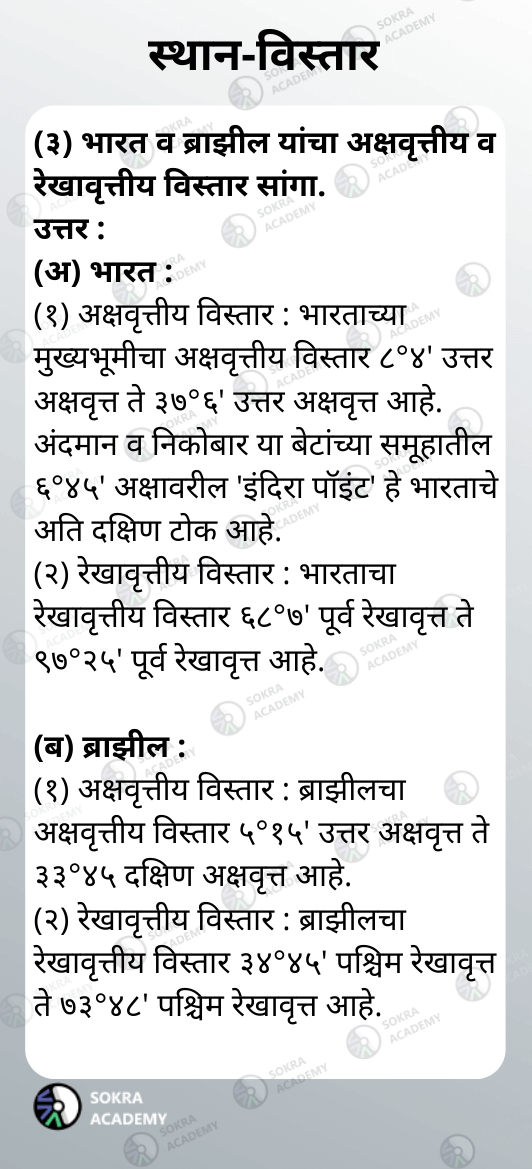 स्थान-विस्तार
(३) भारत व ब्राझील यांचा अक्षवृत्तीय व
रेखावृत्तीय विस्तार सांगा.
उत्तर :
(अ) भारत :
(१) अक्षवृत्तीय विस्तार : भारताच्या
मुख्यभूमीचा अक्षवृत्तीय विस्तार ८°४' उत्तर
अक्षवृत्त ते ३७°६' उत्तर अक्षवृत्त आहे.
अंदमान व निकोबार या बेटांच्या समूहातील
६°४५' अक्षावरील 'इंदिरा पॉइंट' हे भारताचे
अति दक्षिण टोक आहे.
(२) रेखावृत्तीय विस्तार : भारताचा
रेखावृत्तीय विस्तार ६८°७' पूर्व रेखावृत्त ते
९७°२५' पूर्व रेखावृत्त आहे.
(ब) ब्राझील :
(१) अक्षवृत्तीय विस्तार : ब्राझीलचा
अक्षवृत्तीय विस्तार ५°१५' उत्तर अक्षवृत्त ते
३३°४५ दक्षिण अक्षवृत्त आहे.
(२) रेखावृत्तीय विस्तार : ब्राझीलचा
रेखावृत्तीय विस्तार ३४°४५' पश्चिम रेखावृत्त
ते ७३°४८' पश्चिम रेखावृत्त आहे.
SOKRA
ACADEMY